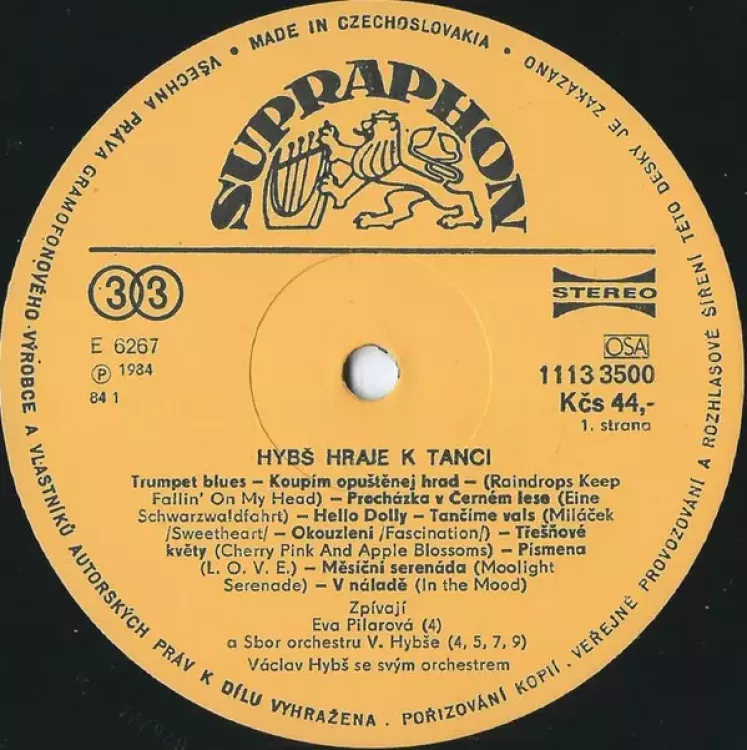 VŠECHNA PRÁVA GRAMOFONOVÉHO VÝROBCE A VLASTNÍKŮ AUTORSKÝCH PRÁV K DÍLU VYHRAŽENA. POŘIZOVÁNÍ KOPIÍ. VEŘEJNÉ PROVOZOVÁNÍ A ROZHLASOVÉ ŠÍŘENÍ TÉTO DESKY JE ZAKÁZÁNO
• MADE IN CZECHOSLOVAKIA •
SUPRAPHON
33
STEREO
E 6267
OSA
Ⓟ 1984
1113 3500
84 1
Kčs 44,-
1. strana
HYBŠ HRAJE K TANCI
Trumpet blues – Koupím opuštěnej hrad – (Raindrops Keep
Fallin' On My Head) – Procházka v Černém lese (Eine
Schwarzwaldfahrt) – Hello Dolly – Tančíme vals (Miláček
/Sweetheart/ – Okouzlení /Fascination/) – Třešňové
květy (Cherry Pink And Apple Blossoms) – Písmena
(L. O. V. E.) – Měsíční serenáda (Moolight
Serenade) – V náladě (In the Mood)
Zpívají
Eva Pilarová (4)
a Sbor orchestru V. Hybše (4, 5, 7, 9)
Václav Hybš se svým orchestrem